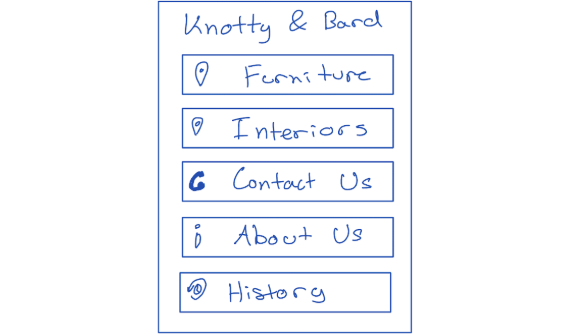 Knotty & Bard
Furniture
Interiors
Contact Us
About Us
History